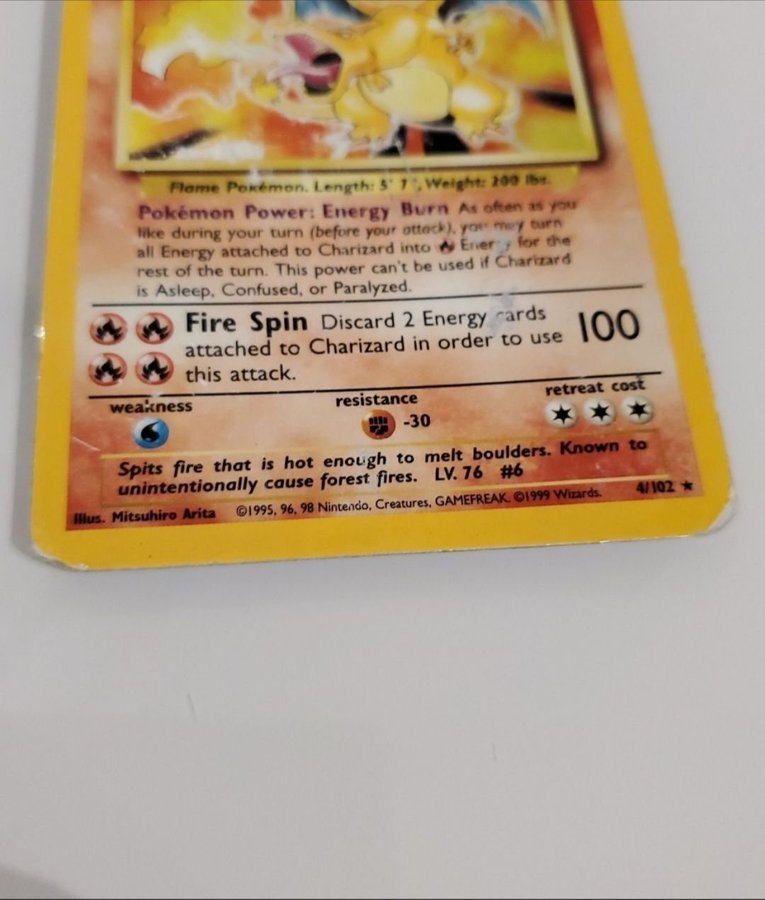 Flame Pokémon. Length: 5' 7", Weight: 200 lbs.
Pokémon Power: Energy Burn As often as you
like during your turn (before your attack), you may turn
all Energy attached to Charizard into Energy for the
rest of the turn. This power can't be used if Charizard
is Asleep, Confused, or Paralyzed.
Fire Spin Discard 2 Energy cards
attached to Charizard in order to use
this attack.
100
weakness
resistance
retreat cost
-30
Spits fire that is hot enough to melt boulders. Known to
unintentionally cause forest fires. LV. 76 #6
Illus. Mitsuhiro Arita ©1995, 96, 98 Nintendo, Creatures, GAMEFREAK. ©1999 Wizards. 4/102 ★